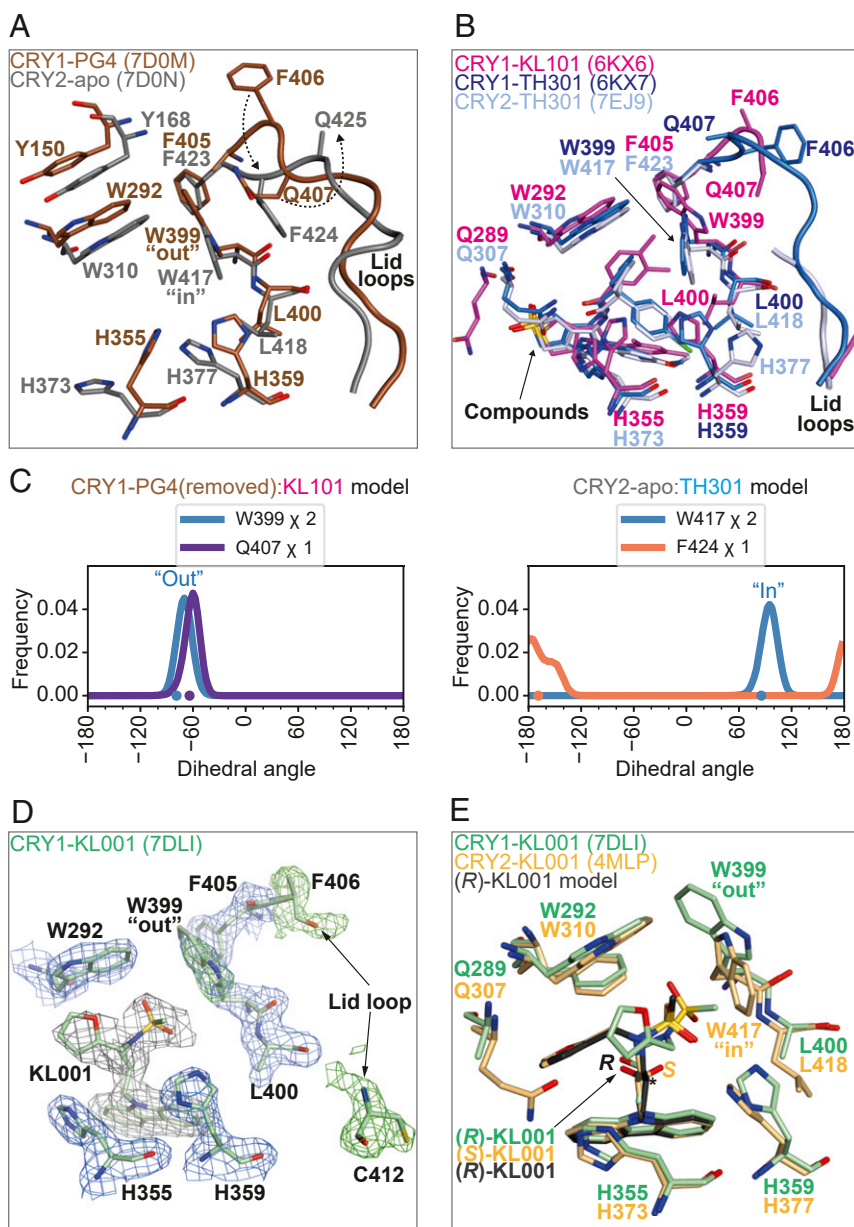 A
CRY1-PG4 (7D0M)
CRY2-apo (7D0N)
F406
Y168
Q425
Y150
F405
F423
W292
Q407
W399
"out"
F424
W310
W417
"in"
Lid
loops
L400
H355
L418
H377
H373
H359
B
CRY1-KL101 (6KX6)
CRY1-TH301 (6KX7)
CRY2-TH301 (7EJ9)
F406
Q407
W399
W417
F405
F423
F406
W292
W310
Q407
W399
Q289
Q307
L400
L400
L418
H377
Compounds
H355
H373
H359
H359
Lid
loops
C
CRY1-PG4(removed):KL101 model
W399 χ 2
Q407 χ 1
"Out"
Frequency
0.04
0.02
0.00
-180
-120
-60
0
60
120
180
Dihedral angle
CRY2-apo:TH301 model
W417 χ 2
F424 χ 1
"In"
Frequency
0.04
0.02
0.00
-180
-120
-60
0
60
120
180
Dihedral angle
D
CRY1-KL001 (7DLI)
F405
F406
W292
W399
"out"
Lid loop
KL001
L400
C412
H355
H359
E
CRY1-KL001 (7DLI)
CRY2-KL001 (4MLP)
(R)-KL001 model
W399
"out"
W292
W310
Q289
Q307
W417
"in"
R
S
*
L400
L418
(R)-KL001
(S)-KL001
(R)-KL001
H355
H373
H359
H377